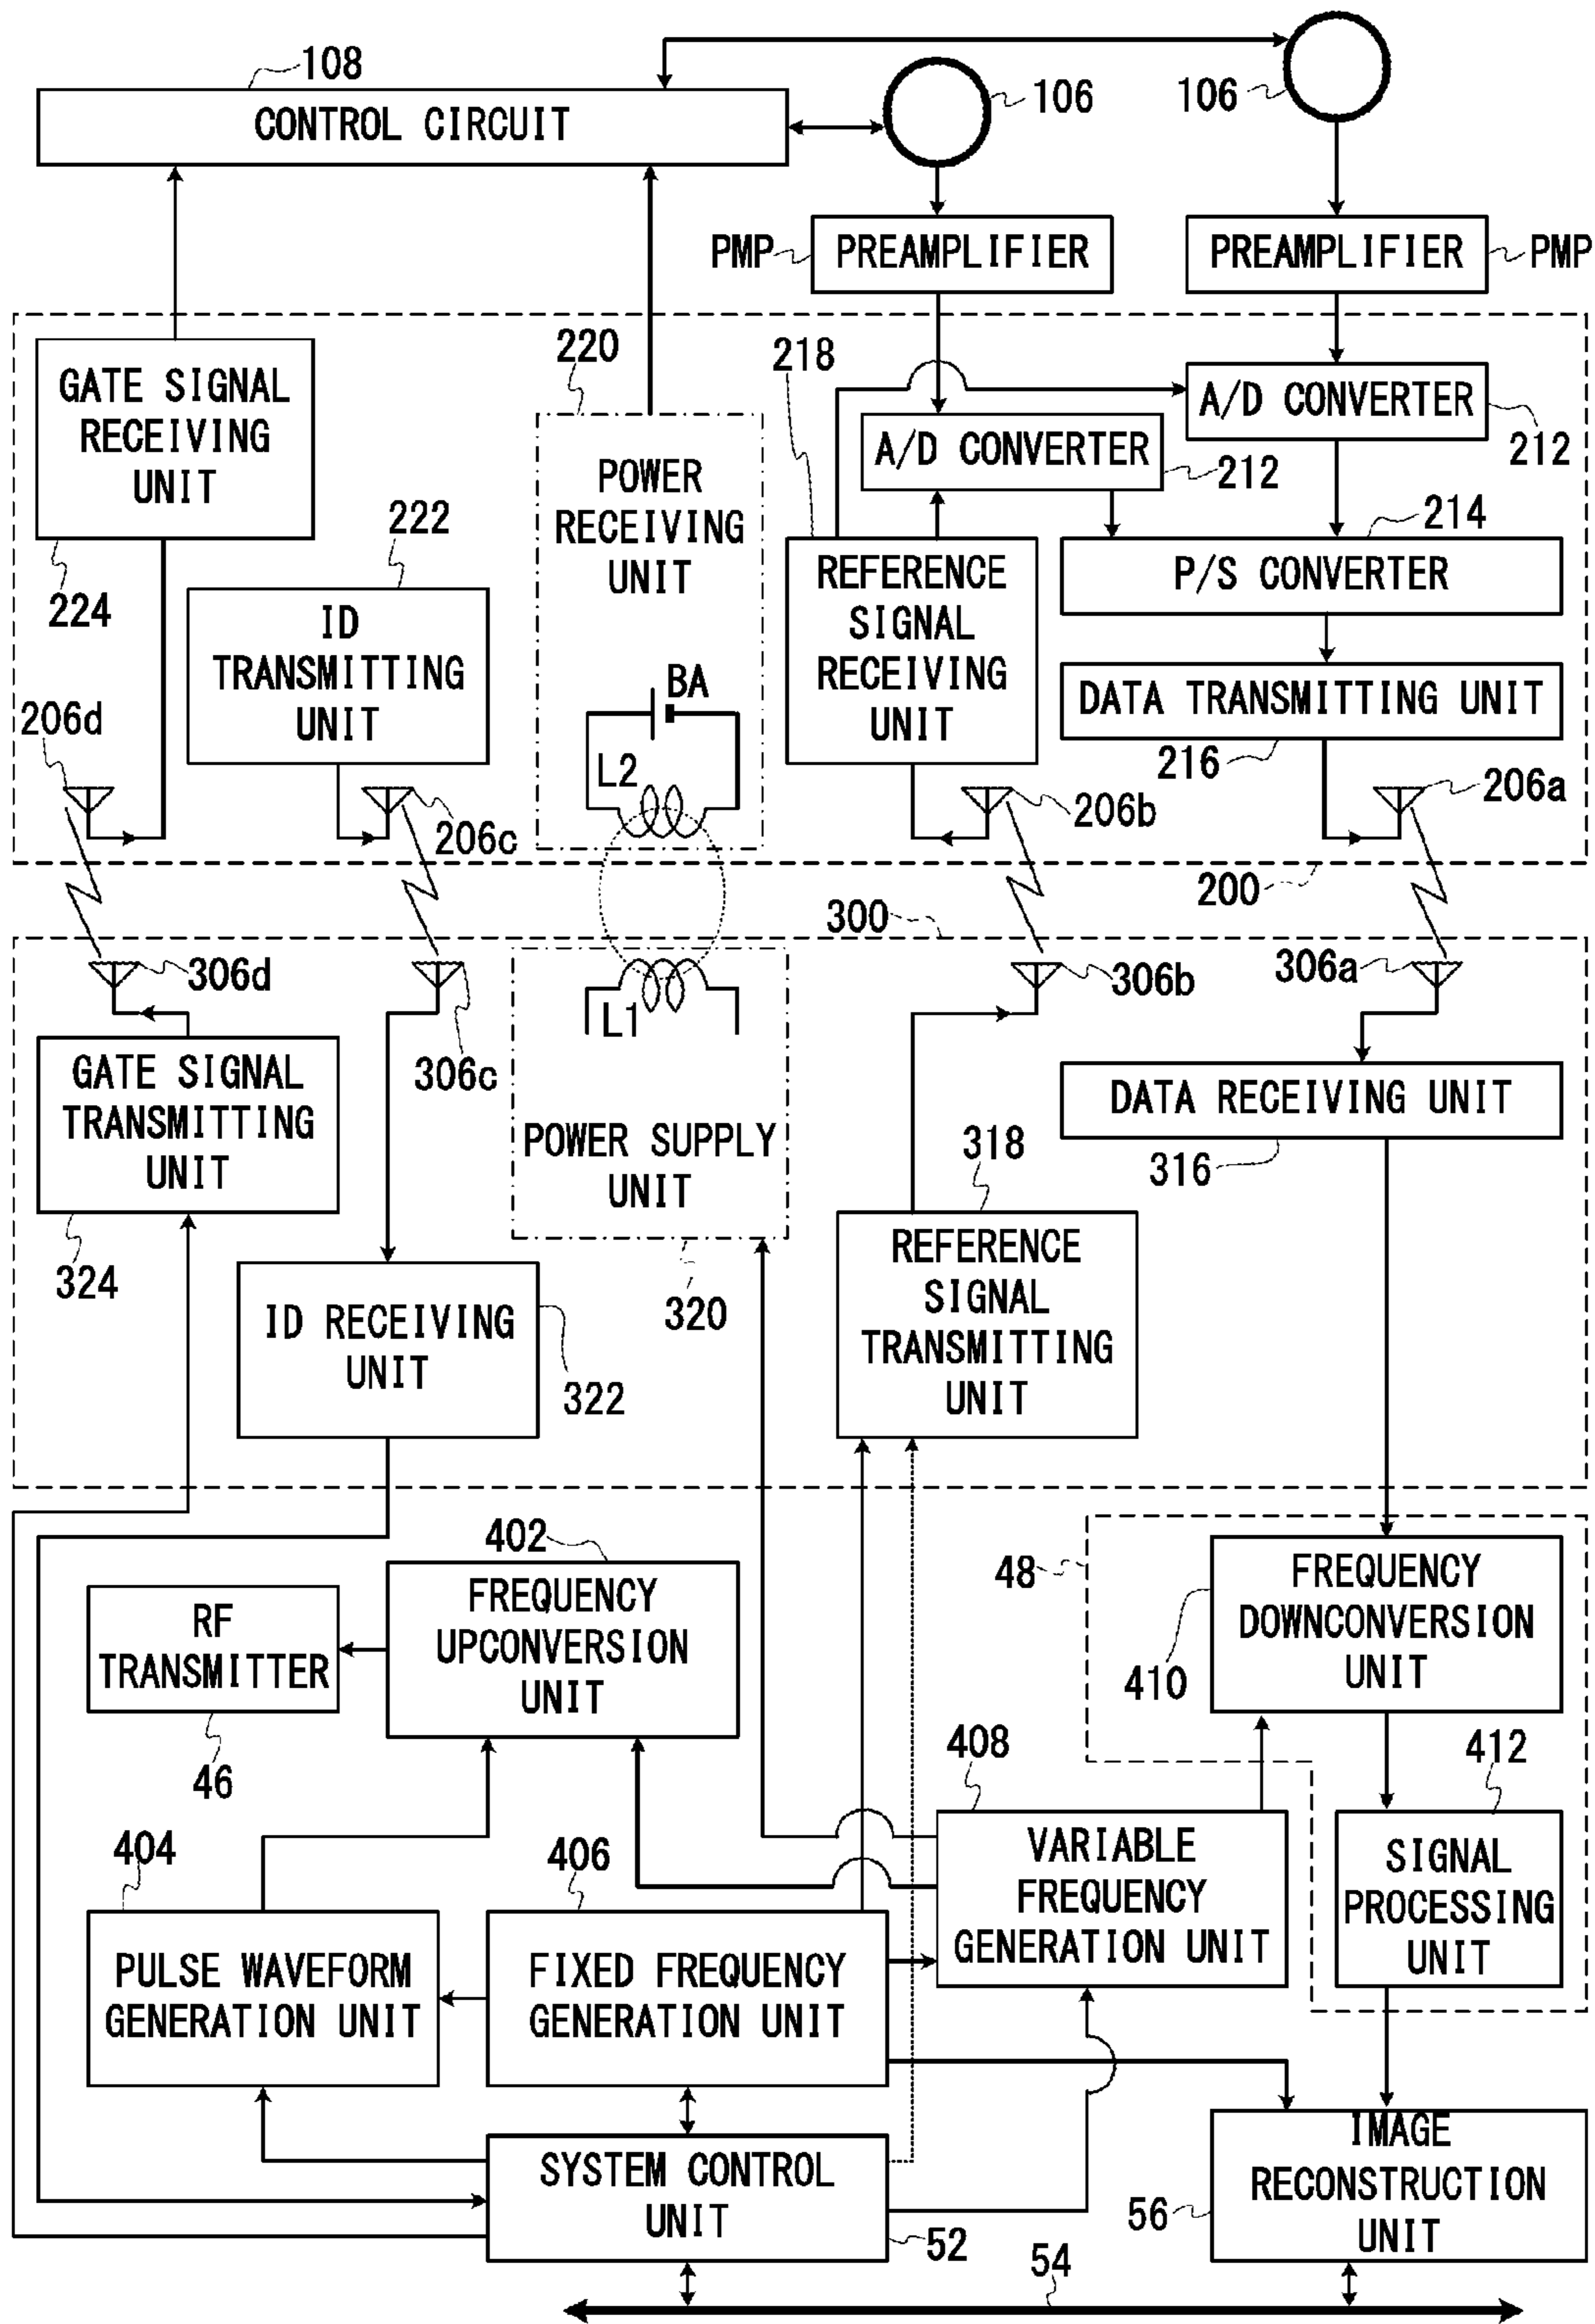 108
CONTROL CIRCUIT
106
106
PMP
PREAMPLIFIER
PREAMPLIFIER
PMP
GATE SIGNAL
RECEIVING
UNIT
224
220
POWER
RECEIVING
UNIT
BA
L2
218
A/D CONVERTER
212
A/D CONVERTER
212
222
ID
TRANSMITTING
UNIT
REFERENCE
SIGNAL
RECEIVING
UNIT
214
P/S CONVERTER
DATA TRANSMITTING UNIT
216
206d
206c
206b
206a
200
300
306d
306c
L1
306b
306a
GATE SIGNAL
TRANSMITTING
UNIT
324
POWER SUPPLY
UNIT
320
DATA RECEIVING UNIT
316
318
REFERENCE
SIGNAL
TRANSMITTING
UNIT
ID RECEIVING
UNIT
322
402
FREQUENCY
UPCONVERSION
UNIT
RF
TRANSMITTER
46
48
FREQUENCY
DOWNCONVERSION
UNIT
410
408
VARIABLE
FREQUENCY
GENERATION UNIT
412
SIGNAL
PROCESSING
UNIT
404
PULSE WAVEFORM
GENERATION UNIT
406
FIXED FREQUENCY
GENERATION UNIT
SYSTEM CONTROL
UNIT
52
IMAGE
RECONSTRUCTION
UNIT
56
54